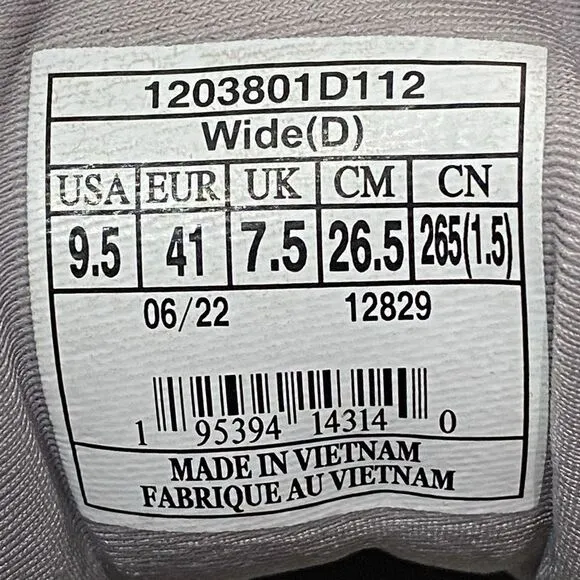 1203801D112
Wide(D)
USA EUR UK CM CN
9.5 41 7.5 26.5 265(1.5)
06/22 12829
1 95394 14314 0
MADE IN VIETNAM
FABRIQUE AU VIETNAM